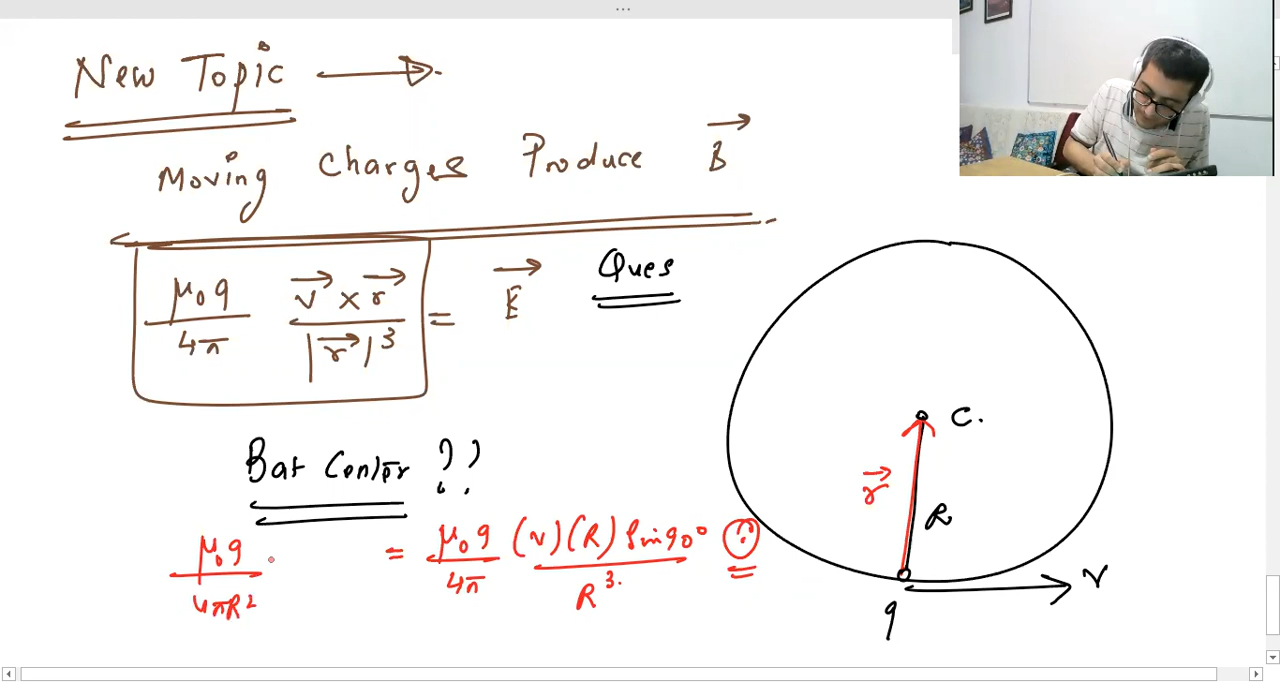 New Topic →
Moving Charges Produce B⃗
μ₀q/4π (v⃗ × r⃗)/|r⃗|³ = E⃗
Ques
C.
r⃗
R
B at Center ??
μ₀q/4πR² = μ₀q/4π (v)(R) sin90°/R³.
v
q